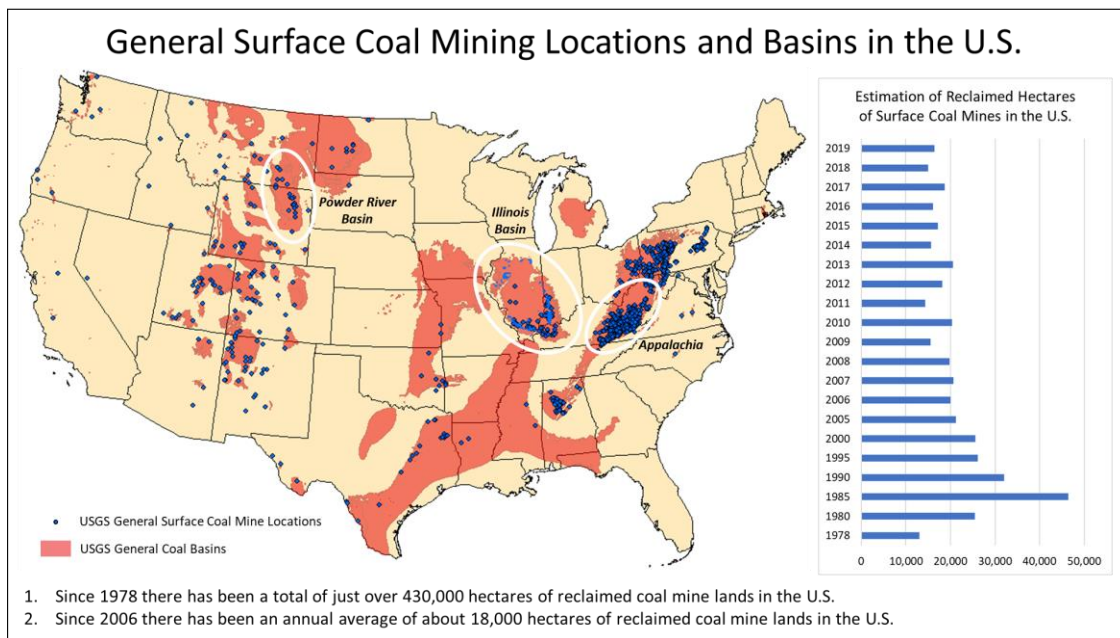 General Surface Coal Mining Locations and Basins in the U.S.
Powder River
Basin
Illinois
Basin
Appalachia
USGS General Surface Coal Mine Locations
USGS General Coal Basins
Estimation of Reclaimed Hectares
of Surface Coal Mines in the U.S.
2019
2018
2017
2016
2015
2014
2013
2012
2011
2010
2009
2008
2007
2006
2005
2000
1995
1990
1985
1980
1978
0 10,000 20,000 30,000 40,000 50,000
1. Since 1978 there has been a total of just over 430,000 hectares of reclaimed coal mine lands in the U.S.
2. Since 2006 there has been an annual average of about 18,000 hectares of reclaimed coal mine lands in the U.S.